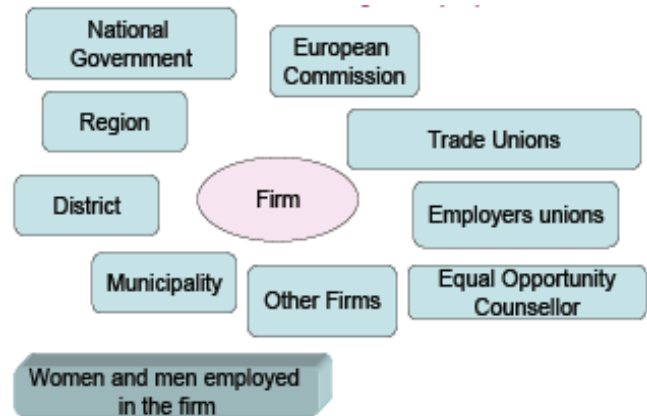 National
Government
European
Commission
Region
Trade Unions
District
Firm
Employers unions
Municipality
Other Firms
Equal Opportunity
Counsellor
Women and men employed
in the firm